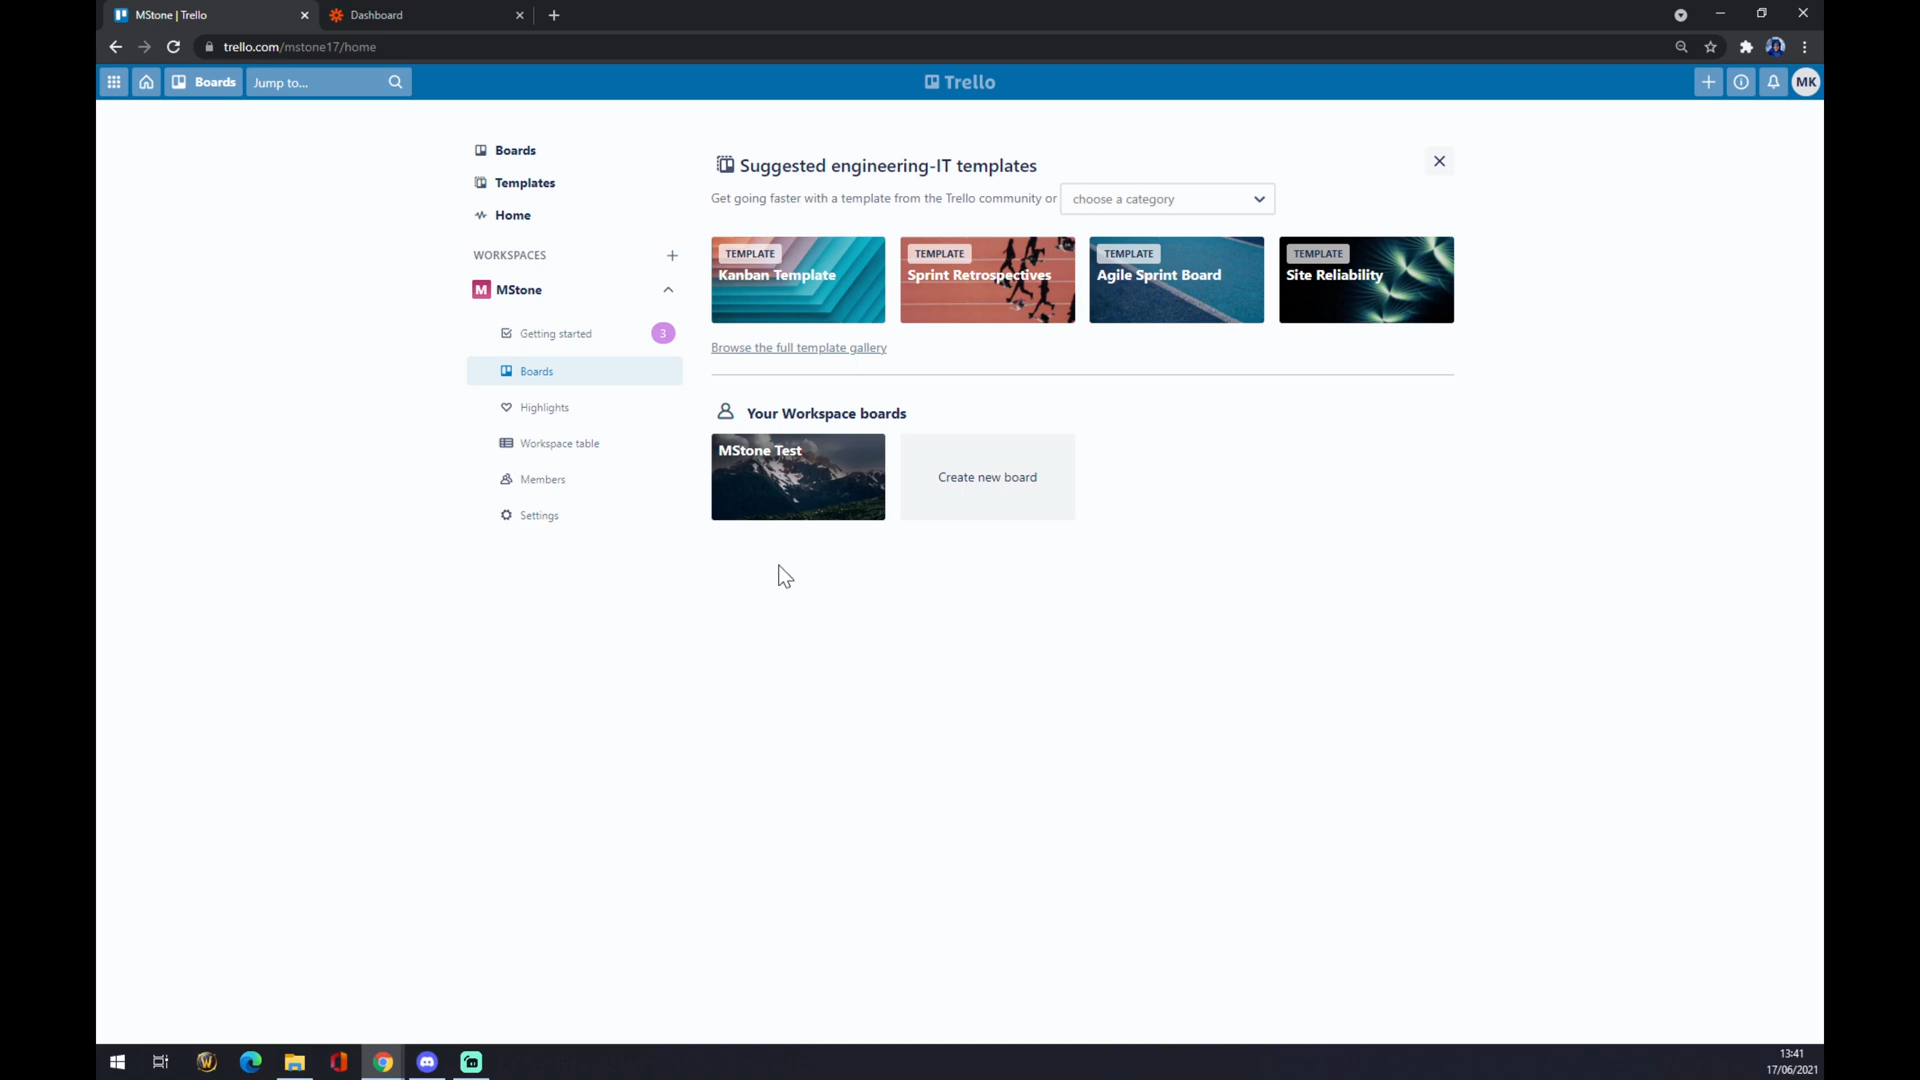 MStone | Trello
Dashboard
trello.com/mstone17/home
Boards
Jump to...
Trello
MK
Boards
Templates
Home
WORKSPACES
M MStone
Getting started
3
Boards
Highlights
Workspace table
Members
Settings
Suggested engineering-IT templates
Get going faster with a template from the Trello community or
choose a category
TEMPLATE
Kanban Template
TEMPLATE
Sprint Retrospectives
TEMPLATE
Agile Sprint Board
TEMPLATE
Site Reliability
Browse the full template gallery
Your Workspace boards
MStone Test
Create new board
W
13:41
17/06/2021